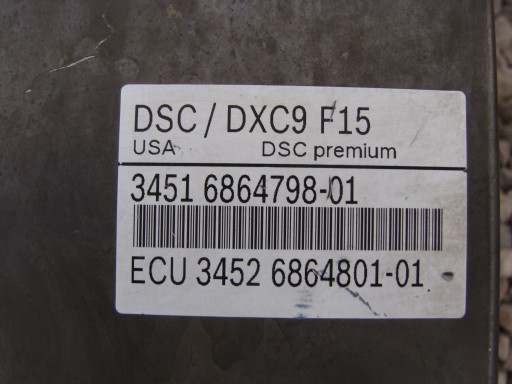 DSC / DXC9 F15
USA DSC premium
3451 6864798-01
ECU 3452 6864801-01